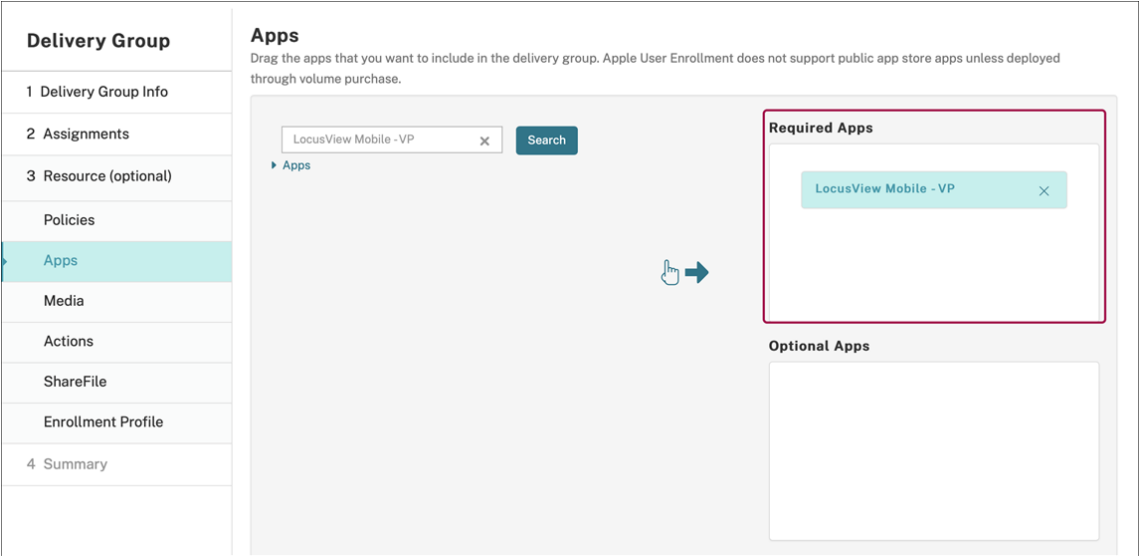 Delivery Group
1 Delivery Group Info
2 Assignments
3 Resource (optional)
Policies
Apps
Media
Actions
ShareFile
Enrollment Profile
4 Summary
Apps
Drag the apps that you want to include in the delivery group. Apple User Enrollment does not support public app store apps unless deployed
through volume purchase.
LocusView Mobile -VP
Search
Apps
Required Apps
LocusView Mobile - VP
Optional Apps